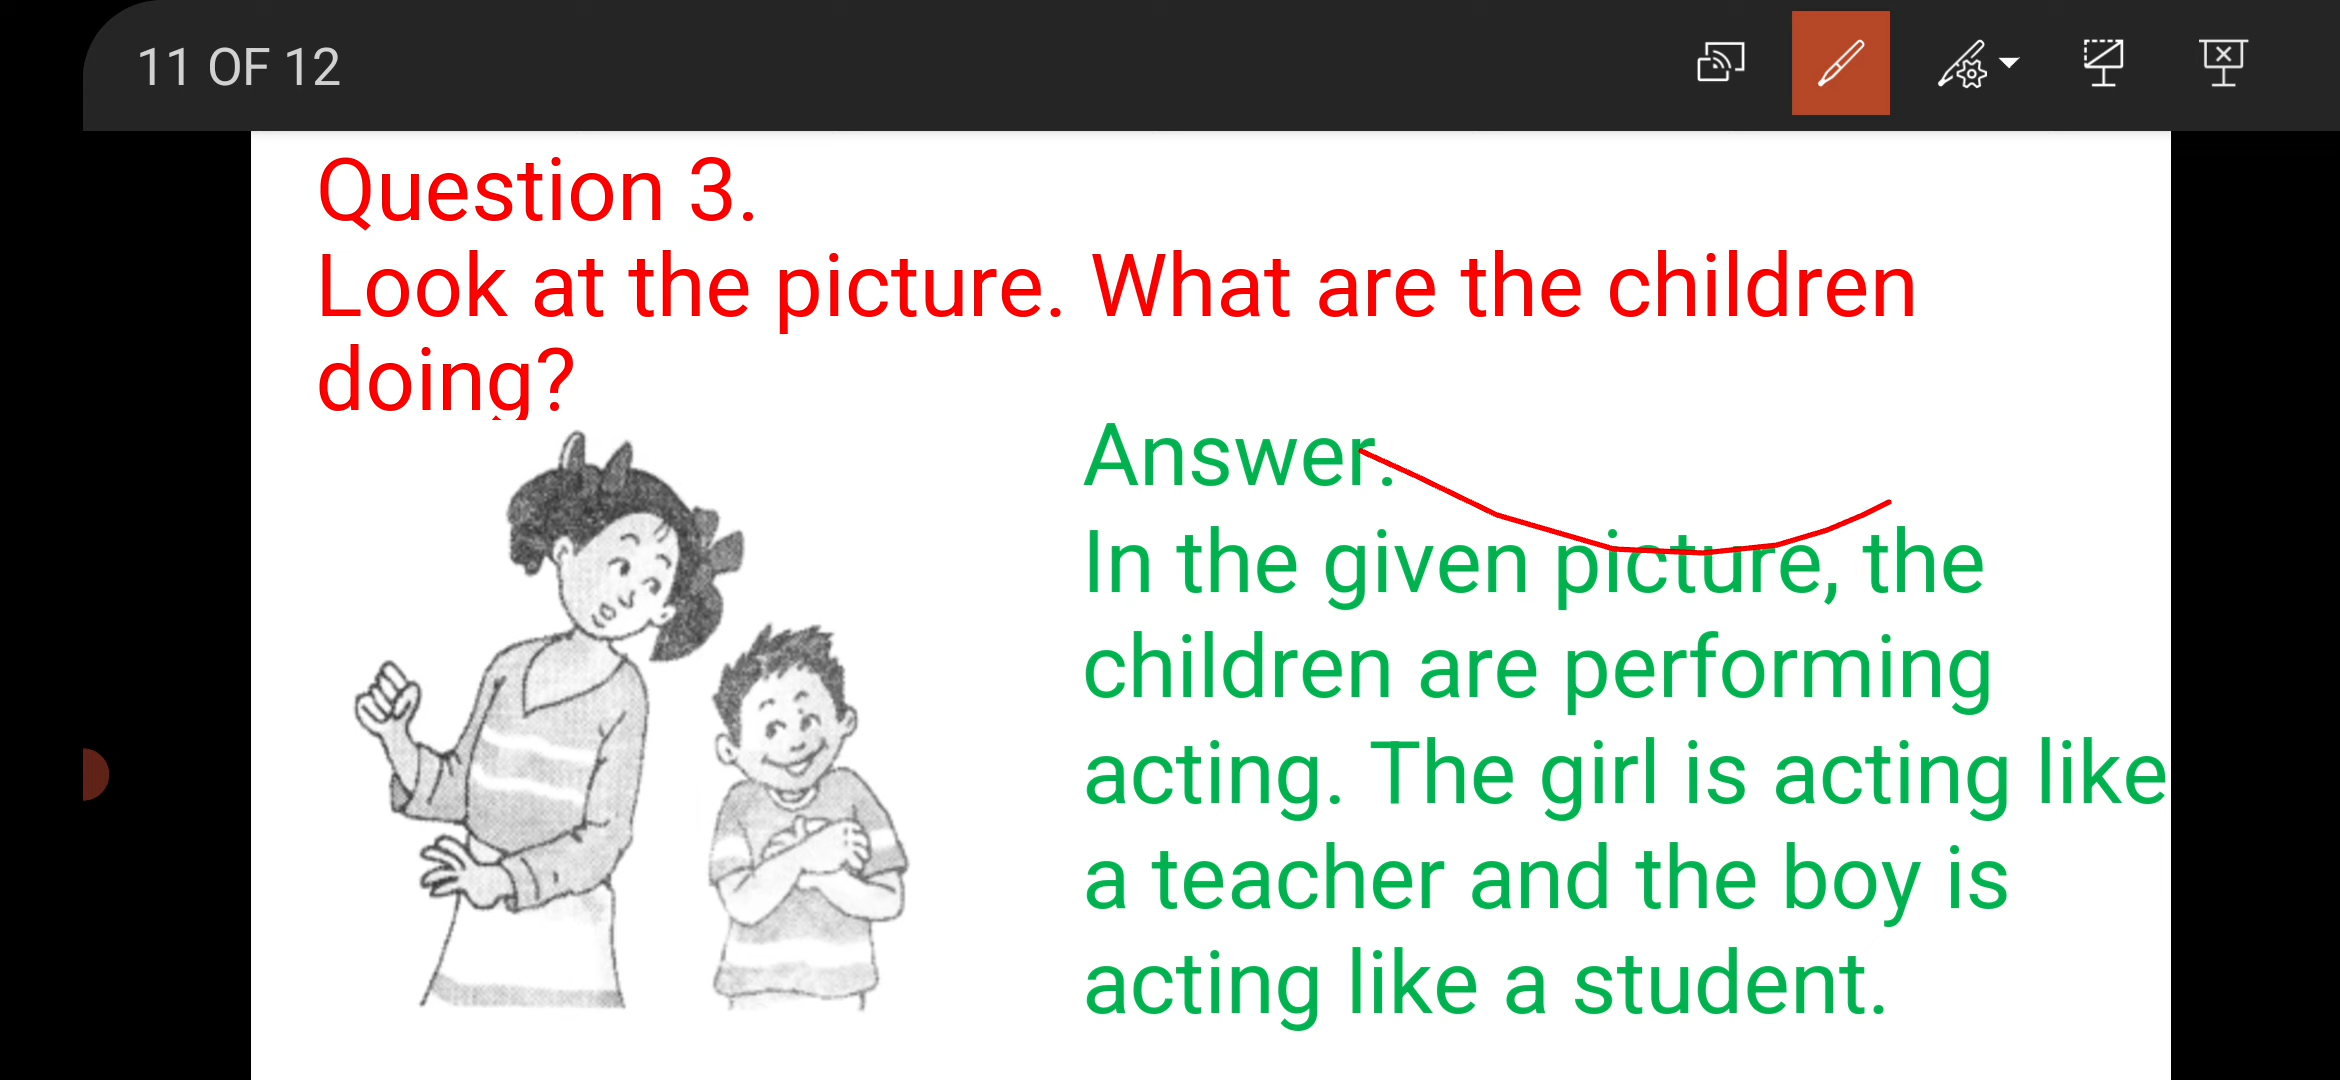 11 OF 12
Question 3.
Look at the picture. What are the children
doing?
Answer.
In the given picture, the
children are performing
acting. The girl is acting like
a teacher and the boy is
acting like a student.